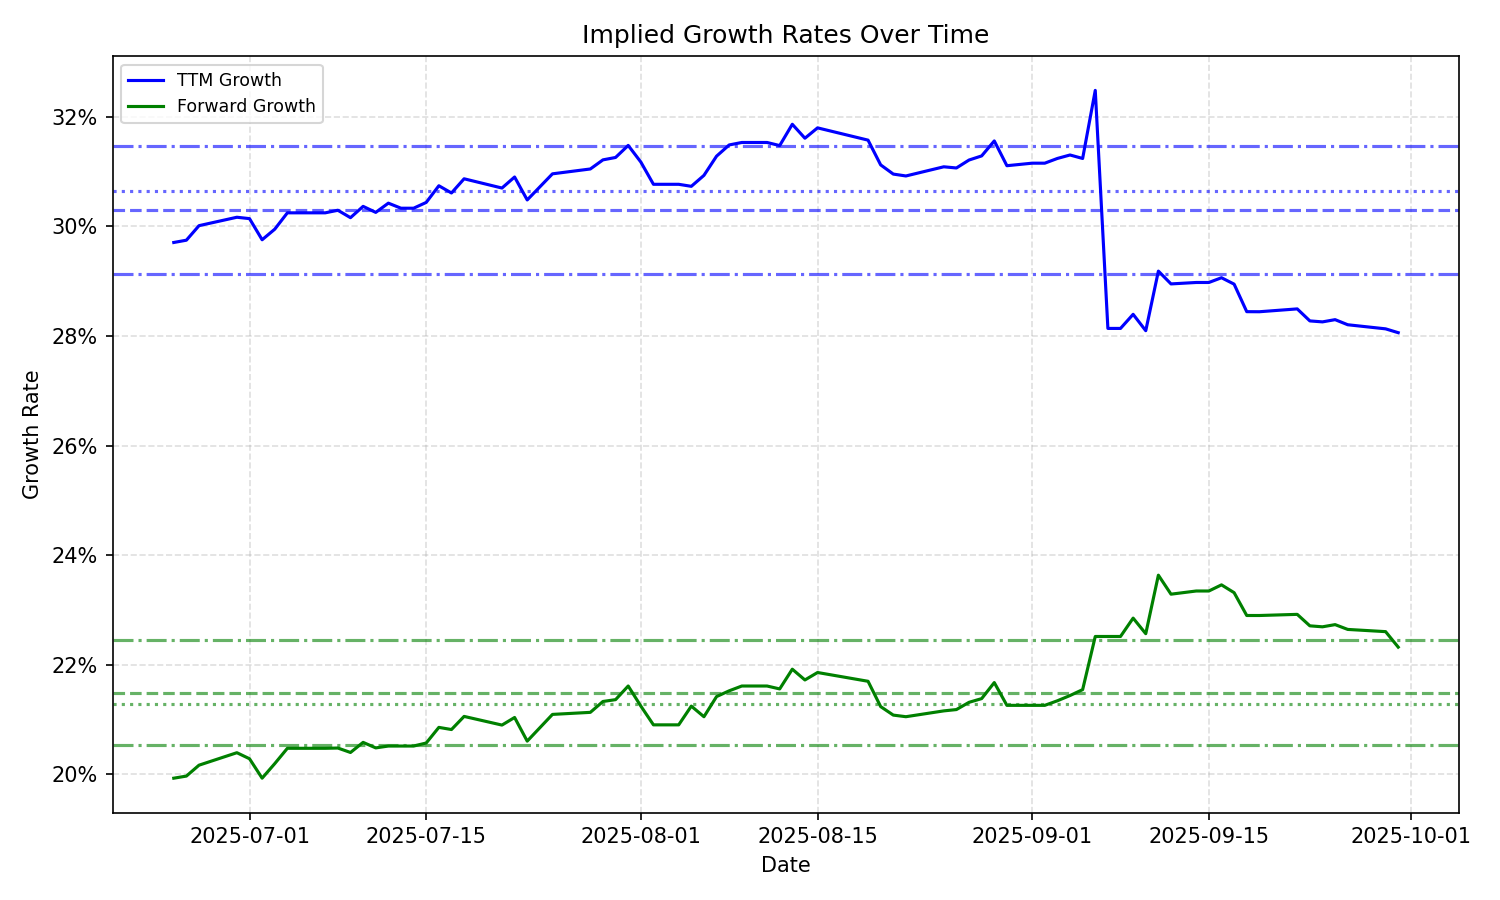 Implied Growth Rates Over Time
TTM Growth
Forward Growth
32%
30%
28%
26%
24%
22%
20%
Growth Rate
2025-07-01
2025-07-15
2025-08-01
2025-08-15
2025-09-01
2025-09-15
2025-10-01
Date